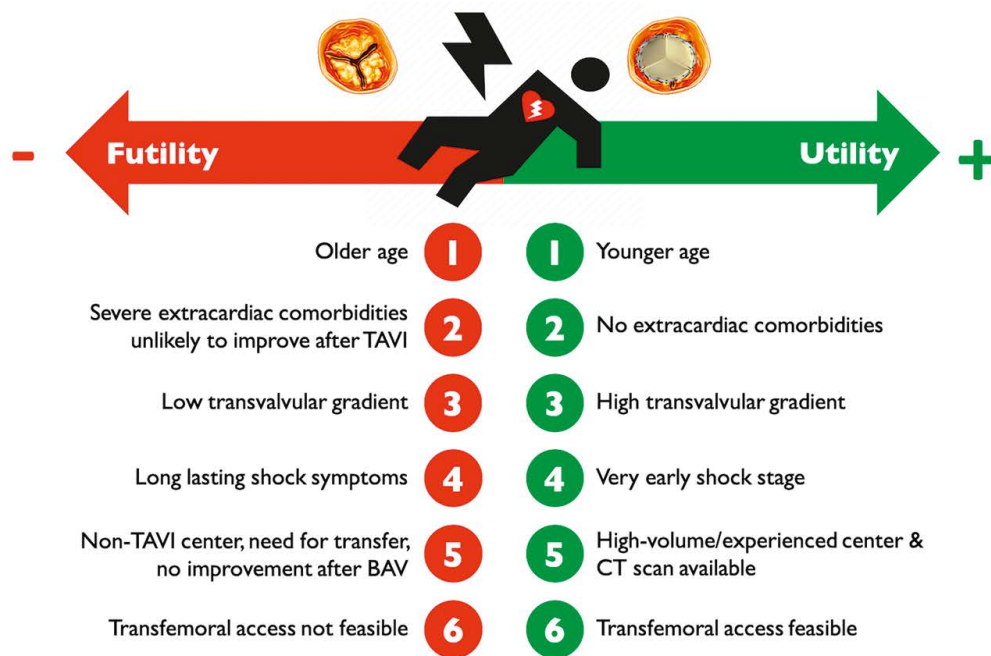 - Futility Utility +
Older age 1 1 Younger age
Severe extracardiac comorbidities
unlikely to improve after TAVI 2 2 No extracardiac comorbidities
Low transvalvular gradient 3 3 High transvalvular gradient
Long lasting shock symptoms 4 4 Very early shock stage
Non-TAVI center, need for transfer,
no improvement after BAV 5 5 High-volume/experienced center &
CT scan available
Transfemoral access not feasible 6 6 Transfemoral access feasible